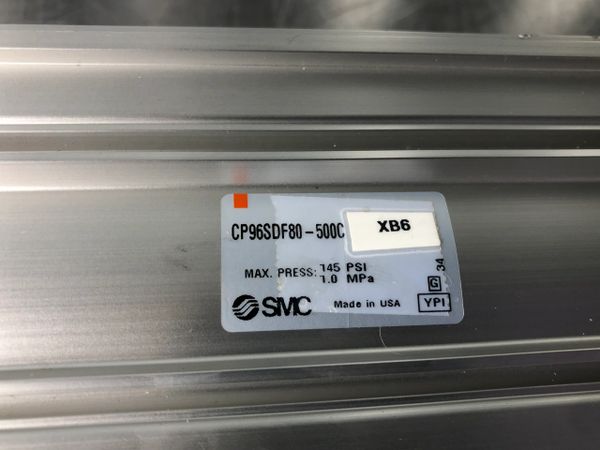 CP96SDF80-500C XB6
MAX. PRESS: 145 PSI
1.0 MPa
G 34
SMC Made in USA YPI